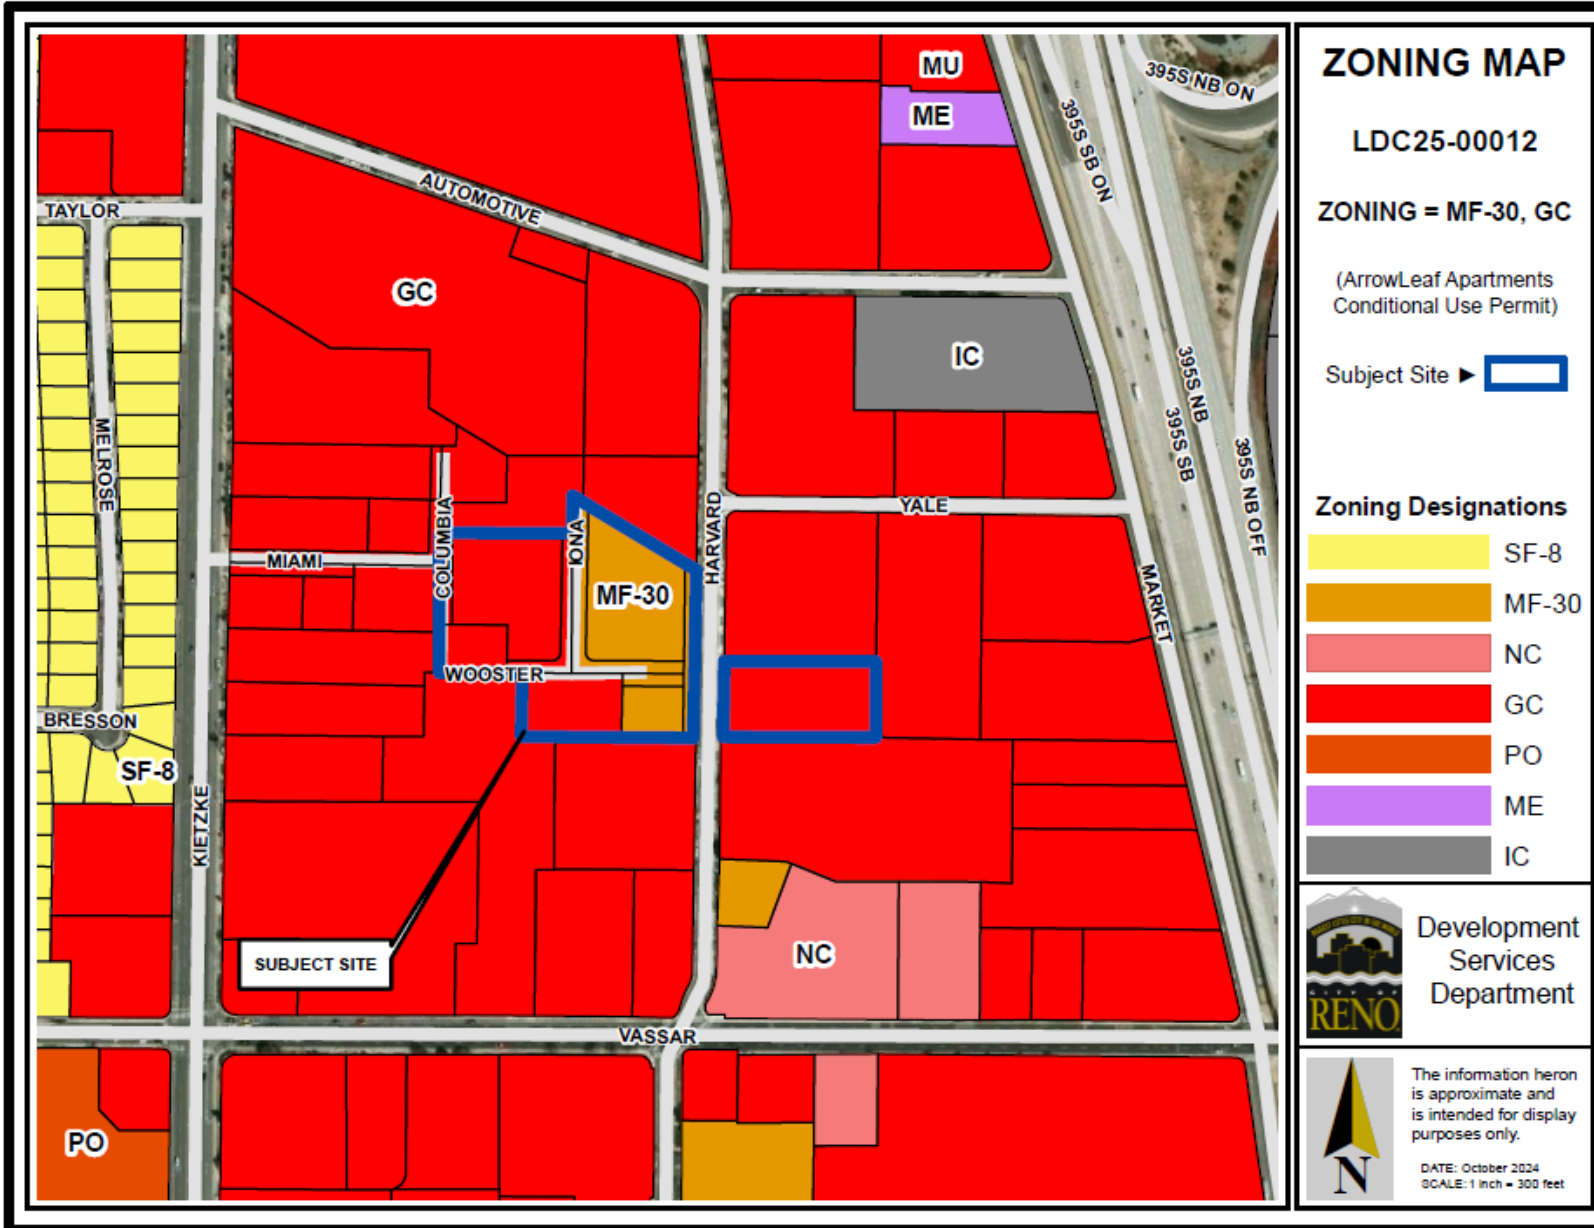 ZONING MAP
LDC25-00012
ZONING = MF-30, GC
(ArrowLeaf Apartments
Conditional Use Permit)
Subject Site ►
Zoning Designations
SF-8
MF-30
NC
GC
PO
ME
IC
CITY OF
RENO
Development
Services
Department
The information heron
is approximate and
is intended for display
purposes only.
DATE: October 2024
SCALE: 1 inch = 300 feet
N
MU
ME
395S NB ON
395S SB ON
AUTOMOTIVE
TAYLOR
GC
IC
395S NB
395S SB
395S NB OFF
MELROSE
COLUMBIA
KONA
HARVARD
YALE
MIAMI
MF-30
MARKET
WOOSTER
BRESSON
SF-8
KIETZKE
SUBJECT SITE
NC
VASSAR
PO